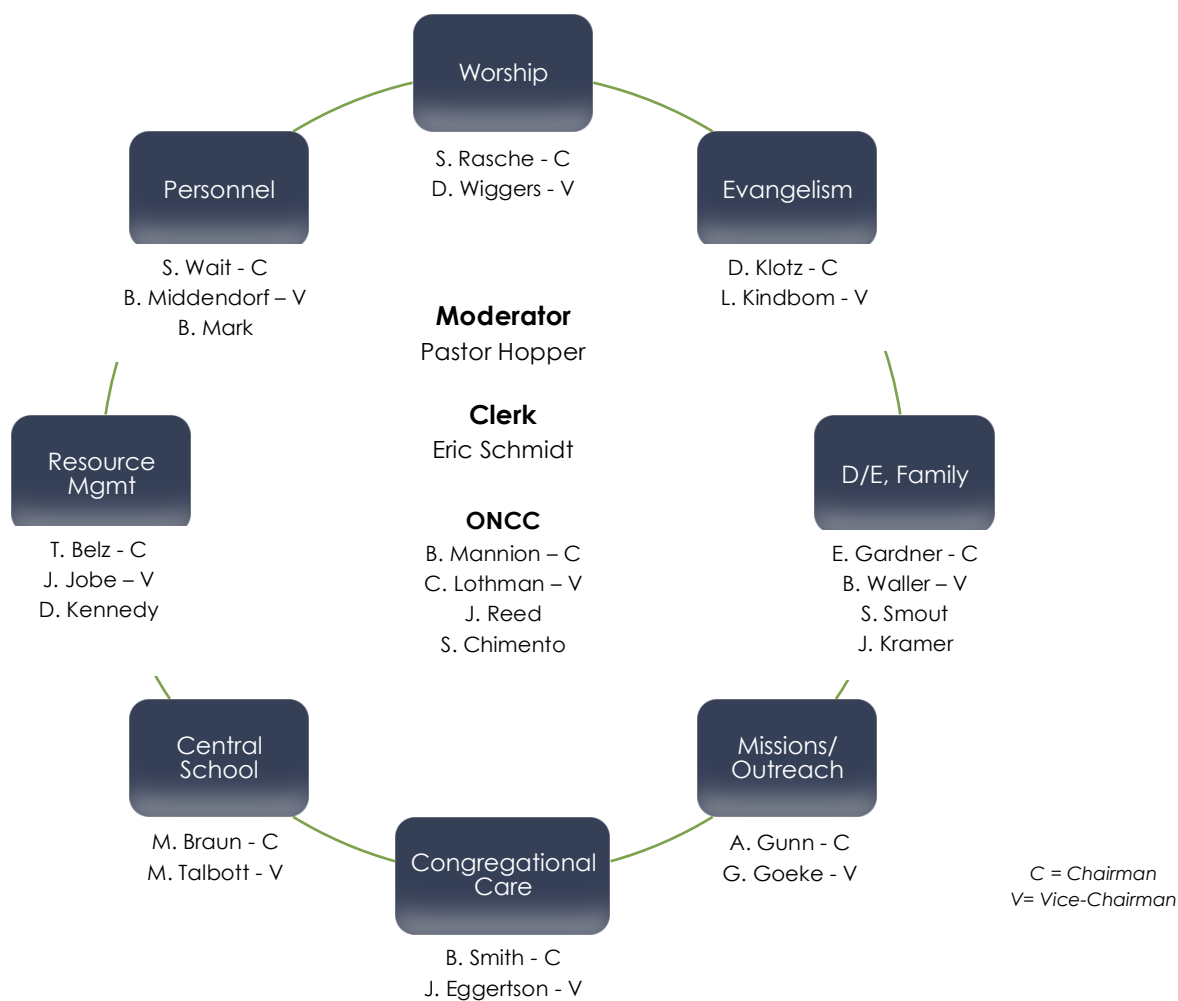 Worship
S. Rasche - C
D. Wiggers - V
Evangelism
D. Klotz - C
L. Kindbom - V
D/E, Family
E. Gardner - C
B. Waller – V
S. Smout
J. Kramer
Missions/
Outreach
A. Gunn - C
G. Goeke - V
Congregational
Care
B. Smith - C
J. Eggertson - V
Central
School
M. Braun - C
M. Talbott - V
Resource
Mgmt
T. Belz - C
J. Jobe – V
D. Kennedy
Personnel
S. Wait - C
B. Middendorf – V
B. Mark
Moderator
Pastor Hopper
Clerk
Eric Schmidt
ONCC
B. Mannion – C
C. Lothman – V
J. Reed
S. Chimento
C = Chairman
V= Vice-Chairman